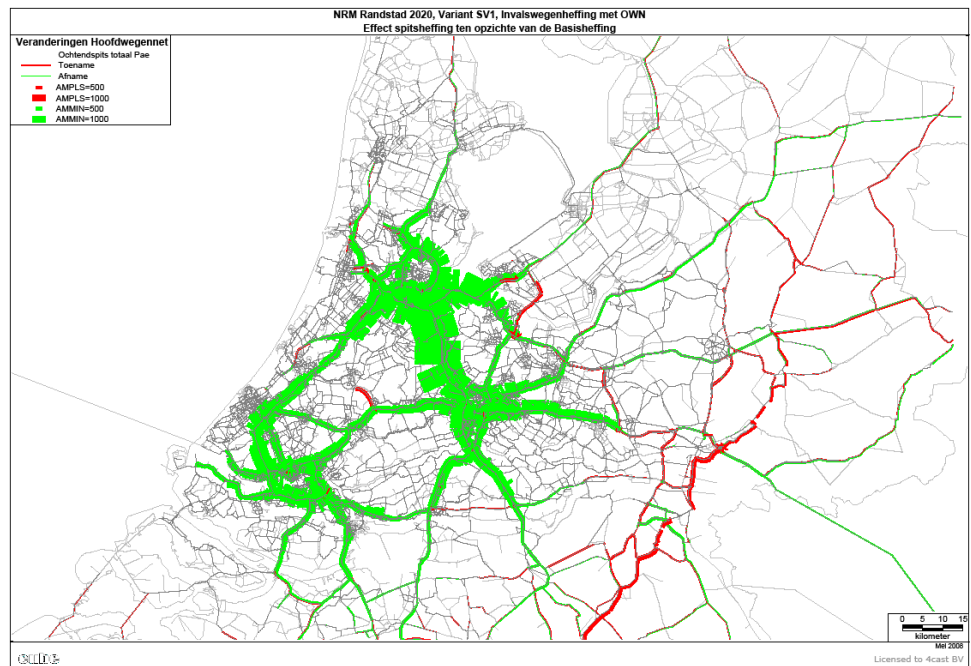 NRM Randstad 2020, Variant SV1, Invalswegenheffing met OWN
Effect spitsheffing ten opzichte van de Basisheffing
Veranderingen Hoofdwegennet
Ochtendspits totaal Pae
Toename
Afname
AMPLS=500
AMPLS=1000
AMMIN=500
AMMIN=1000
0 5 10 15
kilometer
Mei 2008
cube
Licensed to 4cast BV